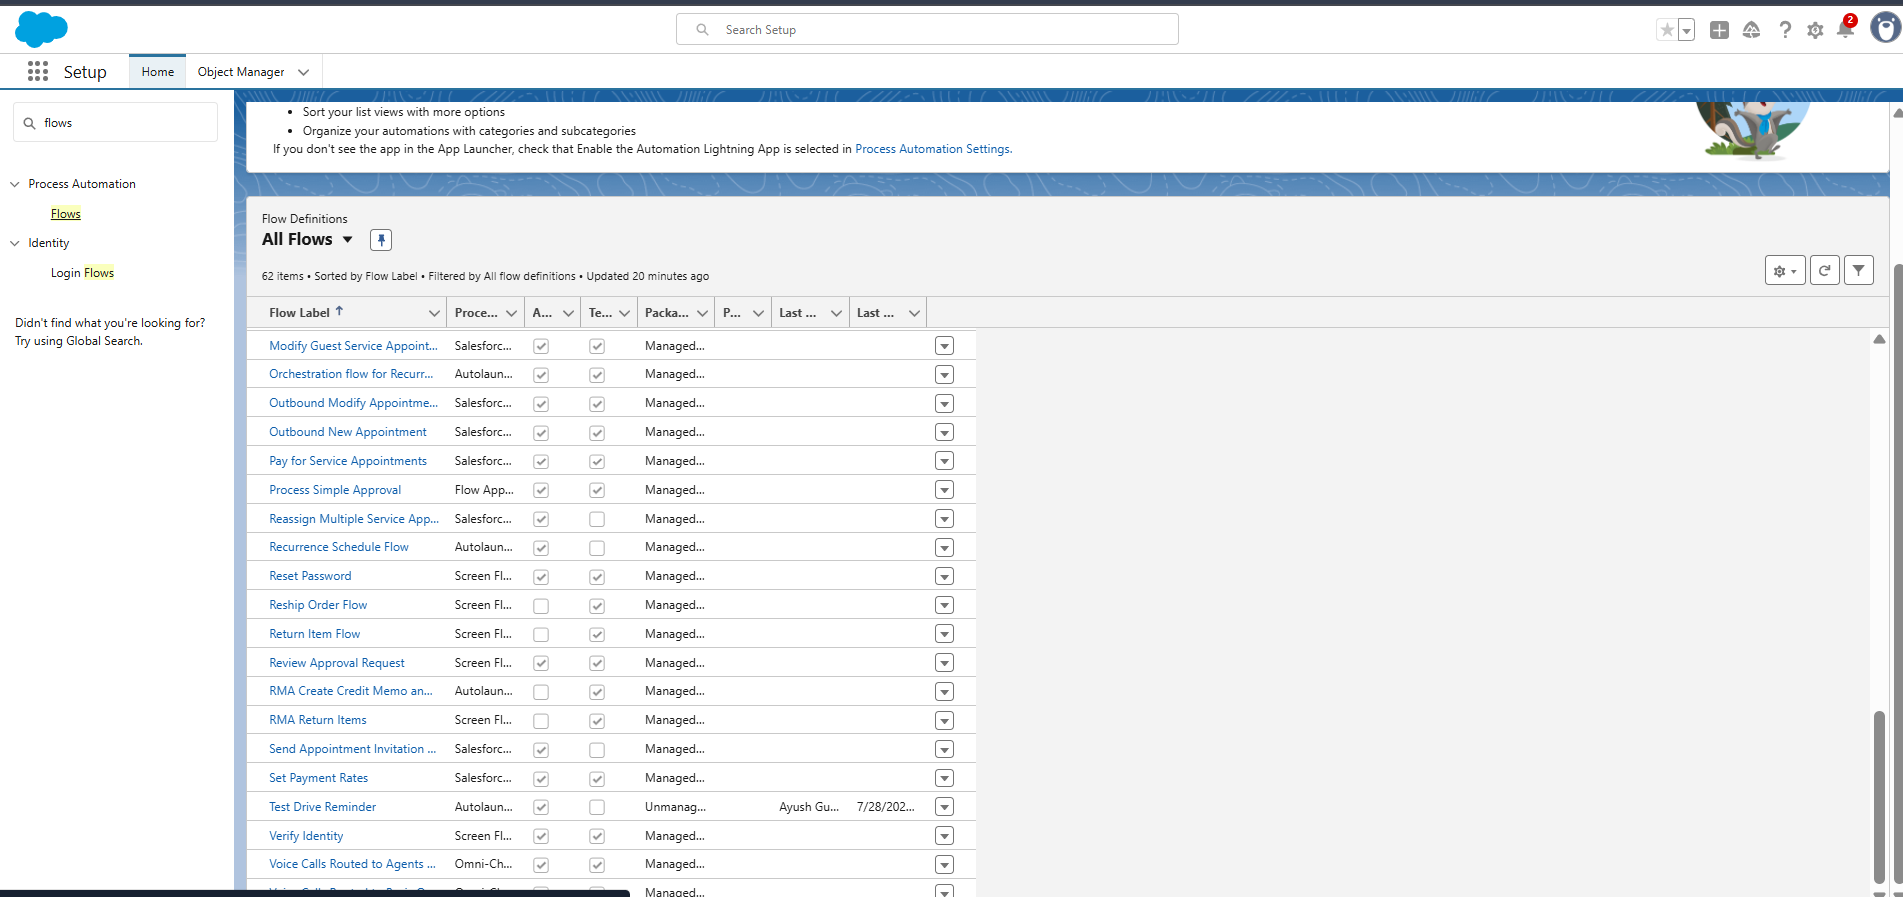 Search Setup
2
Setup
Home
Object Manager
flows
Process Automation
Flows
Identity
Login Flows
Didn't find what you're looking for?
Try using Global Search.
Sort your list views with more options
Organize your automations with categories and subcategories
If you don't see the app in the App Launcher, check that Enable the Automation Lightning App is selected in Process Automation Settings.
Flow Definitions
All Flows
62 items • Sorted by Flow Label • Filtered by All flow definitions • Updated 20 minutes ago
Flow Label Proce... A... Te... Packa... P... Last ... Last ...
Modify Guest Service Appoint... Salesforc... Managed...
Orchestration flow for Recurr... Autolaun... Managed...
Outbound Modify Appointme... Salesforc... Managed...
Outbound New Appointment Salesforc... Managed...
Pay for Service Appointments Salesforc... Managed...
Process Simple Approval Flow App... Managed...
Reassign Multiple Service App... Salesforc... Managed...
Recurrence Schedule Flow Autolaun... Managed...
Reset Password Screen Fl... Managed...
Reship Order Flow Screen Fl... Managed...
Return Item Flow Screen Fl... Managed...
Review Approval Request Screen Fl... Managed...
RMA Create Credit Memo an... Autolaun... Managed...
RMA Return Items Screen Fl... Managed...
Send Appointment Invitation ... Salesforc... Managed...
Set Payment Rates Salesforc... Managed...
Test Drive Reminder Autolaun... Unmanag... Ayush Gu... 7/28/202...
Verify Identity Screen Fl... Managed...
Voice Calls Routed to Agents ... Omni-Ch... Managed...
Managed...